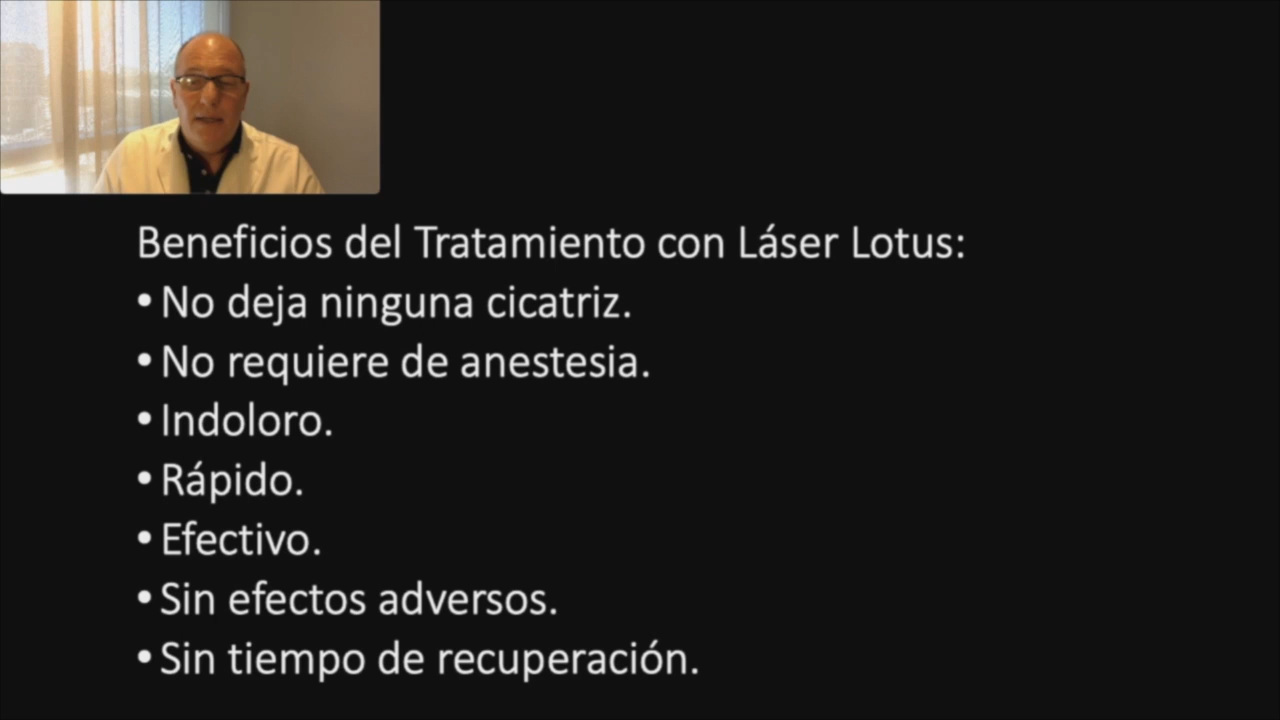 Beneficios del Tratamiento con Láser Lotus:
• No deja ninguna cicatriz.
• No requiere de anestesia.
• Indoloro.
• Rápido.
• Efectivo.
• Sin efectos adversos.
• Sin tiempo de recuperación.